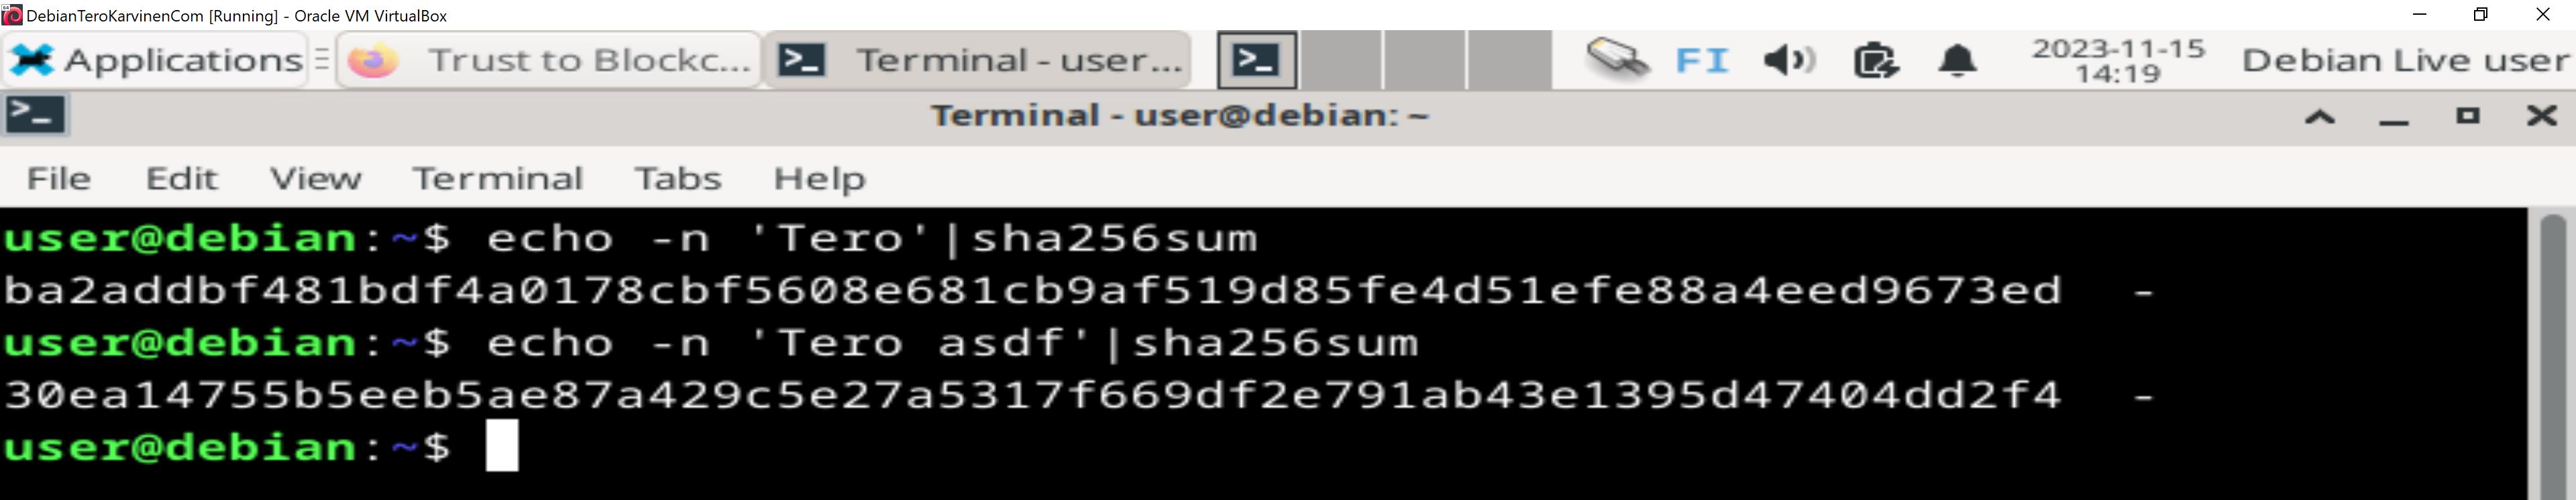 DebianTeroKarvinenCom [Running] - Oracle VM VirtualBox
Applications Trust to Blockc... Terminal - user... FI 2023-11-15 14:19 Debian Live user
Terminal - user@debian: ~
File Edit View Terminal Tabs Help
user@debian:~$ echo -n 'Tero'|sha256sum
ba2addbf481bdf4a0178cbf5608e681cb9af519d85fe4d51efe88a4eed9673ed  -
user@debian:~$ echo -n 'Tero asdf'|sha256sum
30ea14755b5eeb5ae87a429c5e27a5317f669df2e791ab43e1395d47404dd2f4  -
user@debian:~$